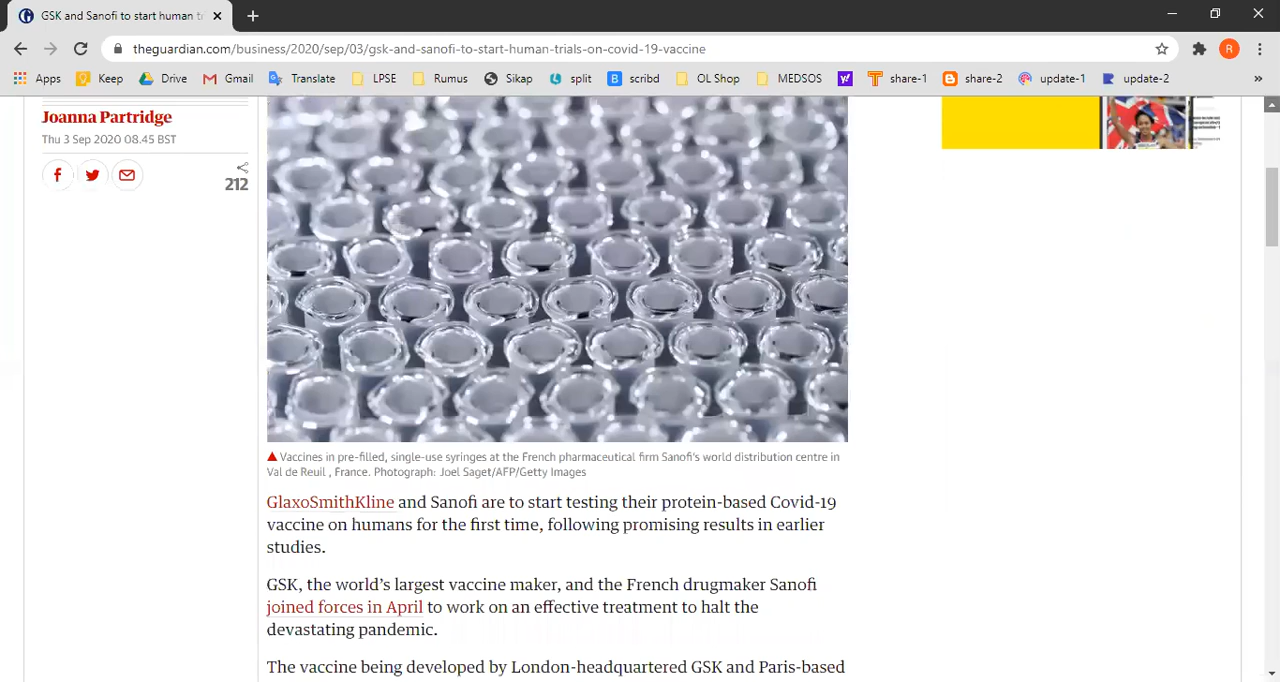 GSK and Sanofi to start human t
theguardian.com/business/2020/sep/03/gsk-and-sanofi-to-start-human-trials-on-covid-19-vaccine
R
Apps Keep Drive Gmail Translate LPSE Rumus Sikap split scribd OL Shop MEDSOS share-1 share-2 update-1 update-2 »
Joanna Partridge
Thu 3 Sep 2020 08.45 BST
212
Vaccines in pre-filled, single-use syringes at the French pharmaceutical firm Sanofi's world distribution centre in
Val de Reuil , France. Photograph: Joel Saget/AFP/Getty Images
GlaxoSmithKline and Sanofi are to start testing their protein-based Covid-19
vaccine on humans for the first time, following promising results in earlier
studies.
GSK, the world’s largest vaccine maker, and the French drugmaker Sanofi
joined forces in April to work on an effective treatment to halt the
devastating pandemic.
The vaccine being developed by London-headquartered GSK and Paris-based